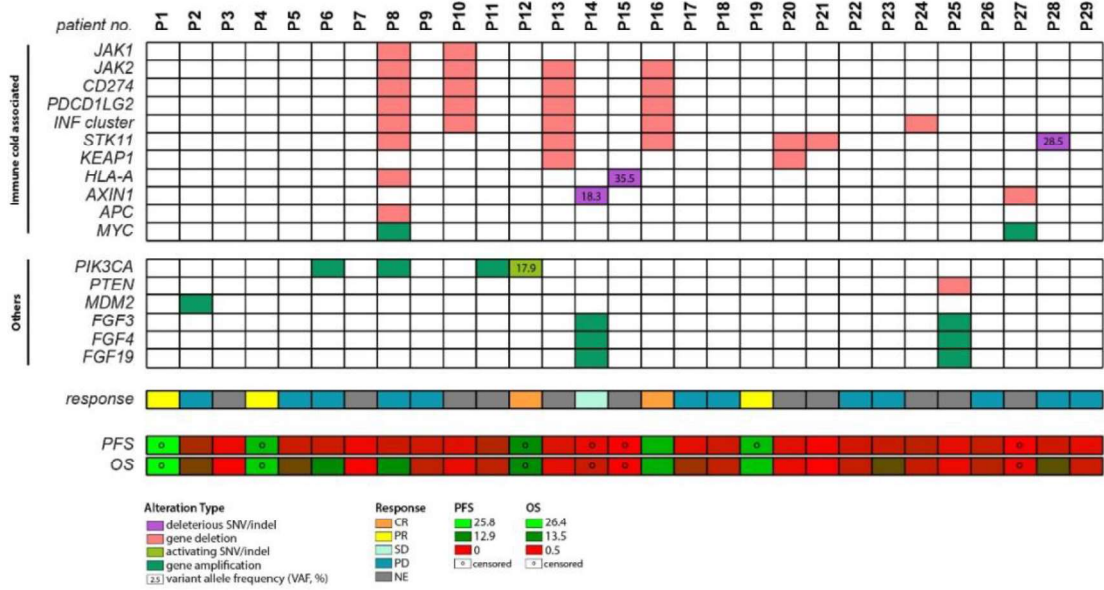 patient no. P1 P2 P3 P4 P5 P6 P7 P8 P9 P10 P11 P12 P13 P14 P15 P16 P17 P18 P19 P20 P21 P22 P23 P24 P25 P26 P27 P28 P29
Immune cold associated
JAK1
JAK2
CD274
PDCD1LG2
INF cluster
STK11 28.5
KEAP1
HLA-A 35.5
AXIN1 18.3
APC
MYC
Others
PIK3CA 17.9
PTEN
MDM2
FGF3
FGF4
FGF19
response
PFS
OS
Alteration Type
deleterious SNV/indel
gene deletion
activating SNV/indel
gene amplification
2.5 variant allele frequency (VAF, %)
Response
CR
PR
SD
PD
NE
PFS
25.8
12.9
0
censored
OS
26.4
13.5
0.5
censored